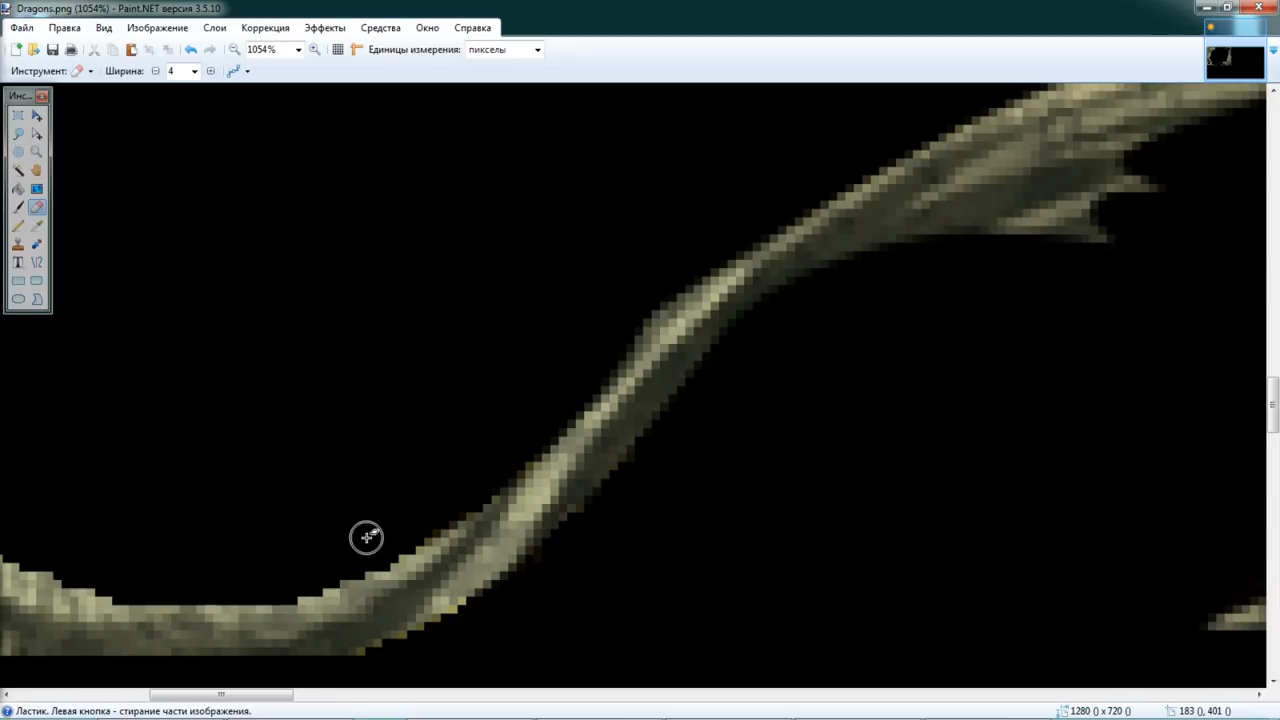 Dragons.png (1054%) - Paint.NET версия 3.5.10
Файл Правка Вид Изображение Слои Коррекция Эффекты Средства Окно Справка
1054% Единицы измерения: пикселы
Инструмент: Ширина: 4
Инс...
Ластик. Левая кнопка - стирание части изображения. 1280 () x 720 () 183 (), 401 ()